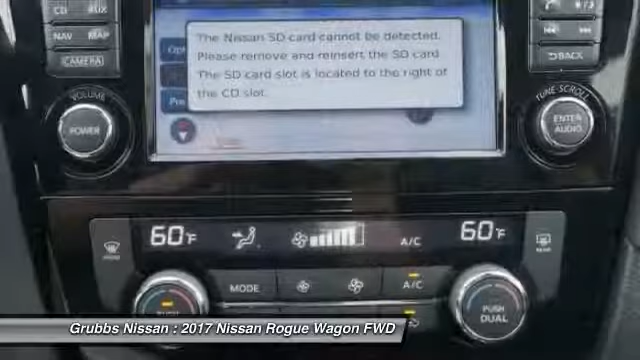 CD AUX
NAV MAP
CAMERA
VOLUME
POWER
The Nissan SD card cannot be detected.
Please remove and reinsert the SD card
The SD card slot is located to the right of
the CD slot.
BACK
TUNE·SCROLL
ENTER
AUDIO
60°F
A/C
60°F
MODE
A/C
REAR
PUSH
DUAL
Grubbs Nissan : 2017 Nissan Rogue Wagon FWD